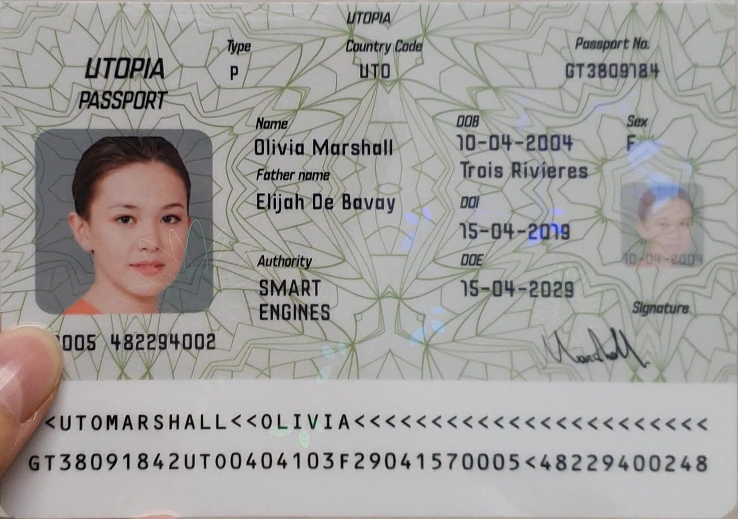 UTOPIA
Type
Country Code
Passport No.
UTOPIA
PASSPORT
P
UTO
GT3809184
Name
Olivia Marshall
Father name
Elijah De Bavay
Authority
SMART
ENGINES
DOB
10-04-2004
Trois Rivieres
DOI
15-04-2019
DOE
15-04-2029
Sex
F
10-04-2004
Signature
Marshall
005 482294002
<UTOMARSHALL<<OLIVIA<<<<<<<<<<<<<<<<<<<<<<<
GT38091842UTO0404103F29041570005<48229400248